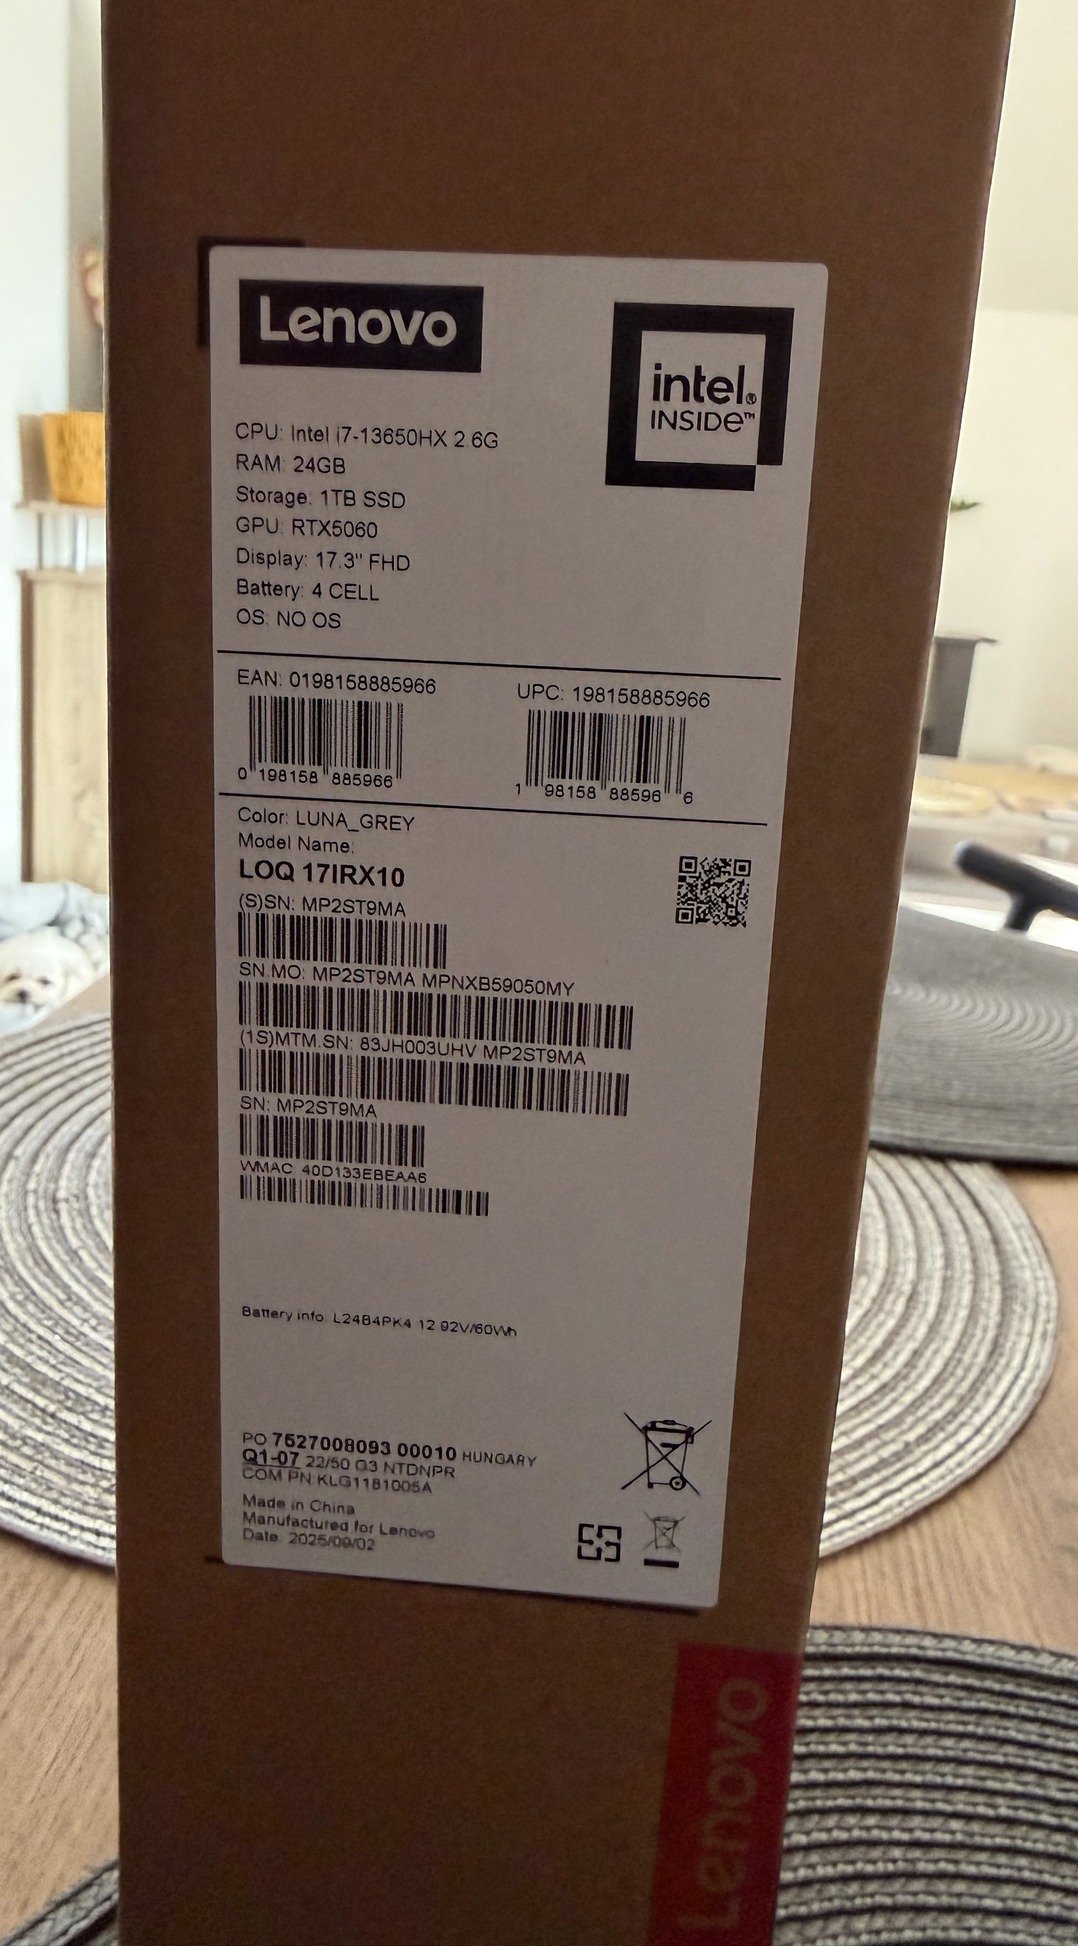 Lenovo
intel®
INSIDE™
CPU: Intel i7-13650HX 2.6G
RAM: 24GB
Storage: 1TB SSD
GPU: RTX5060
Display: 17.3" FHD
Battery: 4 CELL
OS: NO OS
EAN: 0198158885966
UPC: 198158885966
0 198158 885966
1 98158 88596 6
Color: LUNA_GREY
Model Name:
LOQ 17IRX10
(S)SN: MP2ST9MA
SN.MO: MP2ST9MA MPNXB59050MY
(1S)MTM.SN: 83JH003UHV MP2ST9MA
SN: MP2ST9MA
WMAC 40D133EBEAA6
Battery info: L24B4PK4 12.92V/60Wh
PO 7527008093 00010 HUNGARY
Q1-07 22/50 G3 NTDNPR
COM PN KLG1181005A
Made in China
Manufactured for Lenovo
Date: 2025/09/02
Lenovo